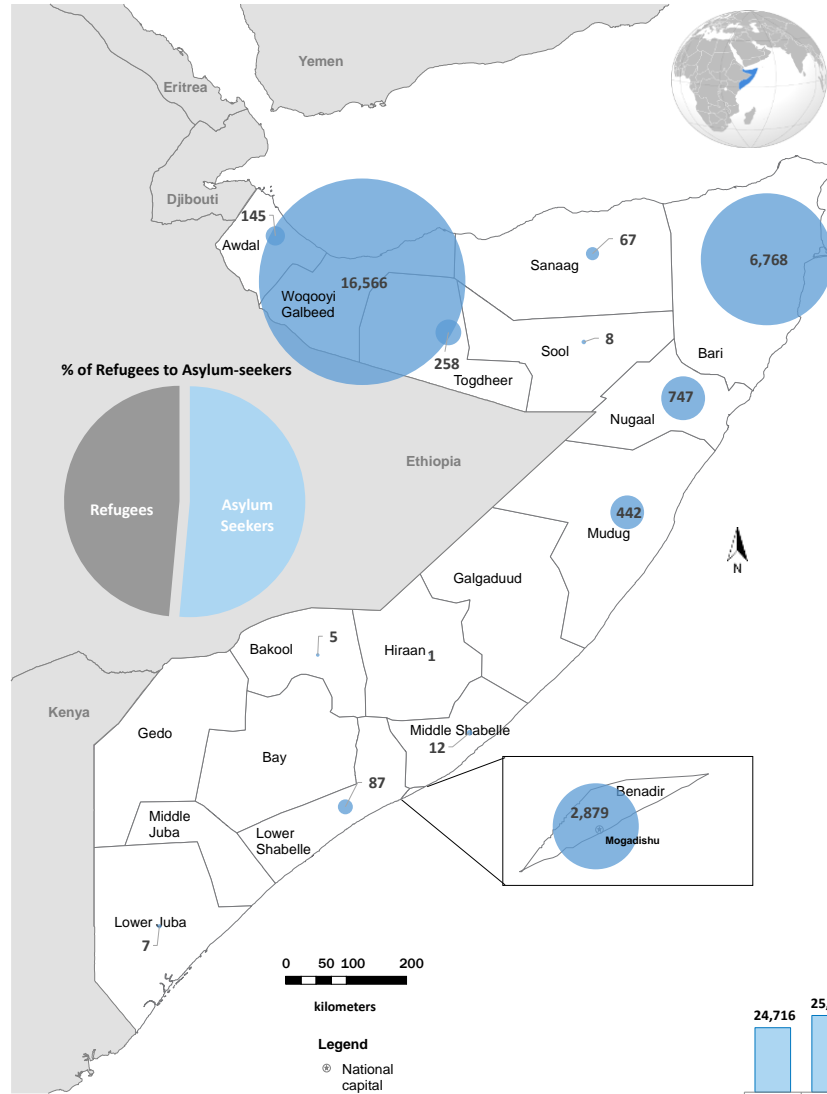 Yemen
Eritrea
Djibouti
145
Awdal
67
Sanaag
6,768
16,566
Woqooyi
Galbeed
8
Sool
258
Togdheer
Bari
% of Refugees to Asylum-seekers
747
Nugaal
Ethiopia
Refugees
Asylum
Seekers
442
Mudug
N
Galgaduud
5
Bakool
Hiraan
1
Kenya
Gedo
Middle Shabelle
12
Bay
87
Benadir
2,879
Mogadishu
Middle
Juba
Lower
Shabelle
Lower Juba
7
0 50 100 200
kilometers
Legend
National
capital
24,716
25,